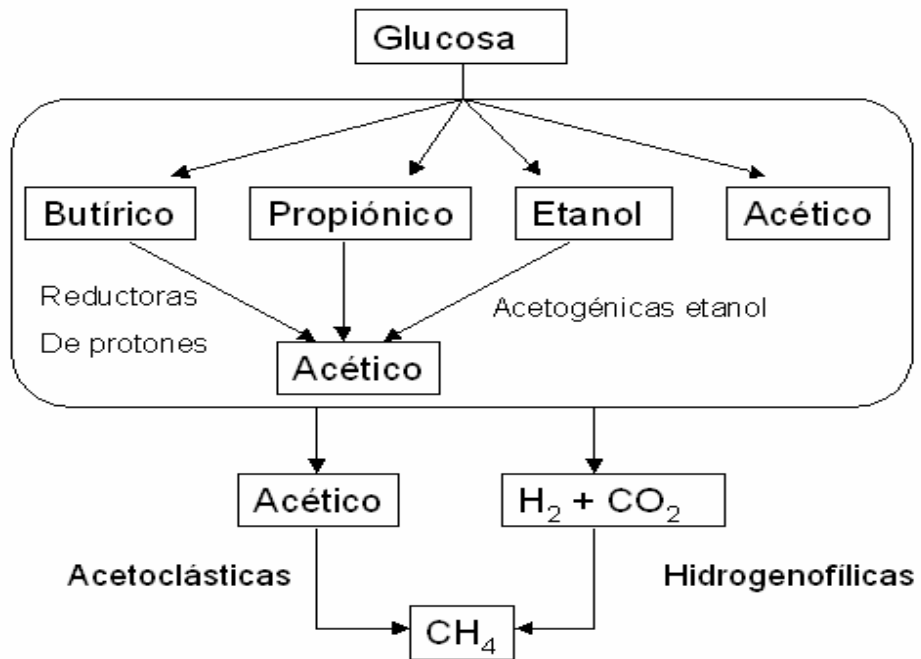 Glucosa
Butírico
Propiónico
Etanol
Acético
Reductoras
De protones
Acetogénicas etanol
Acético
Acético
H₂ + CO₂
Acetoclásticas
Hidrogenofílicas
CH₄